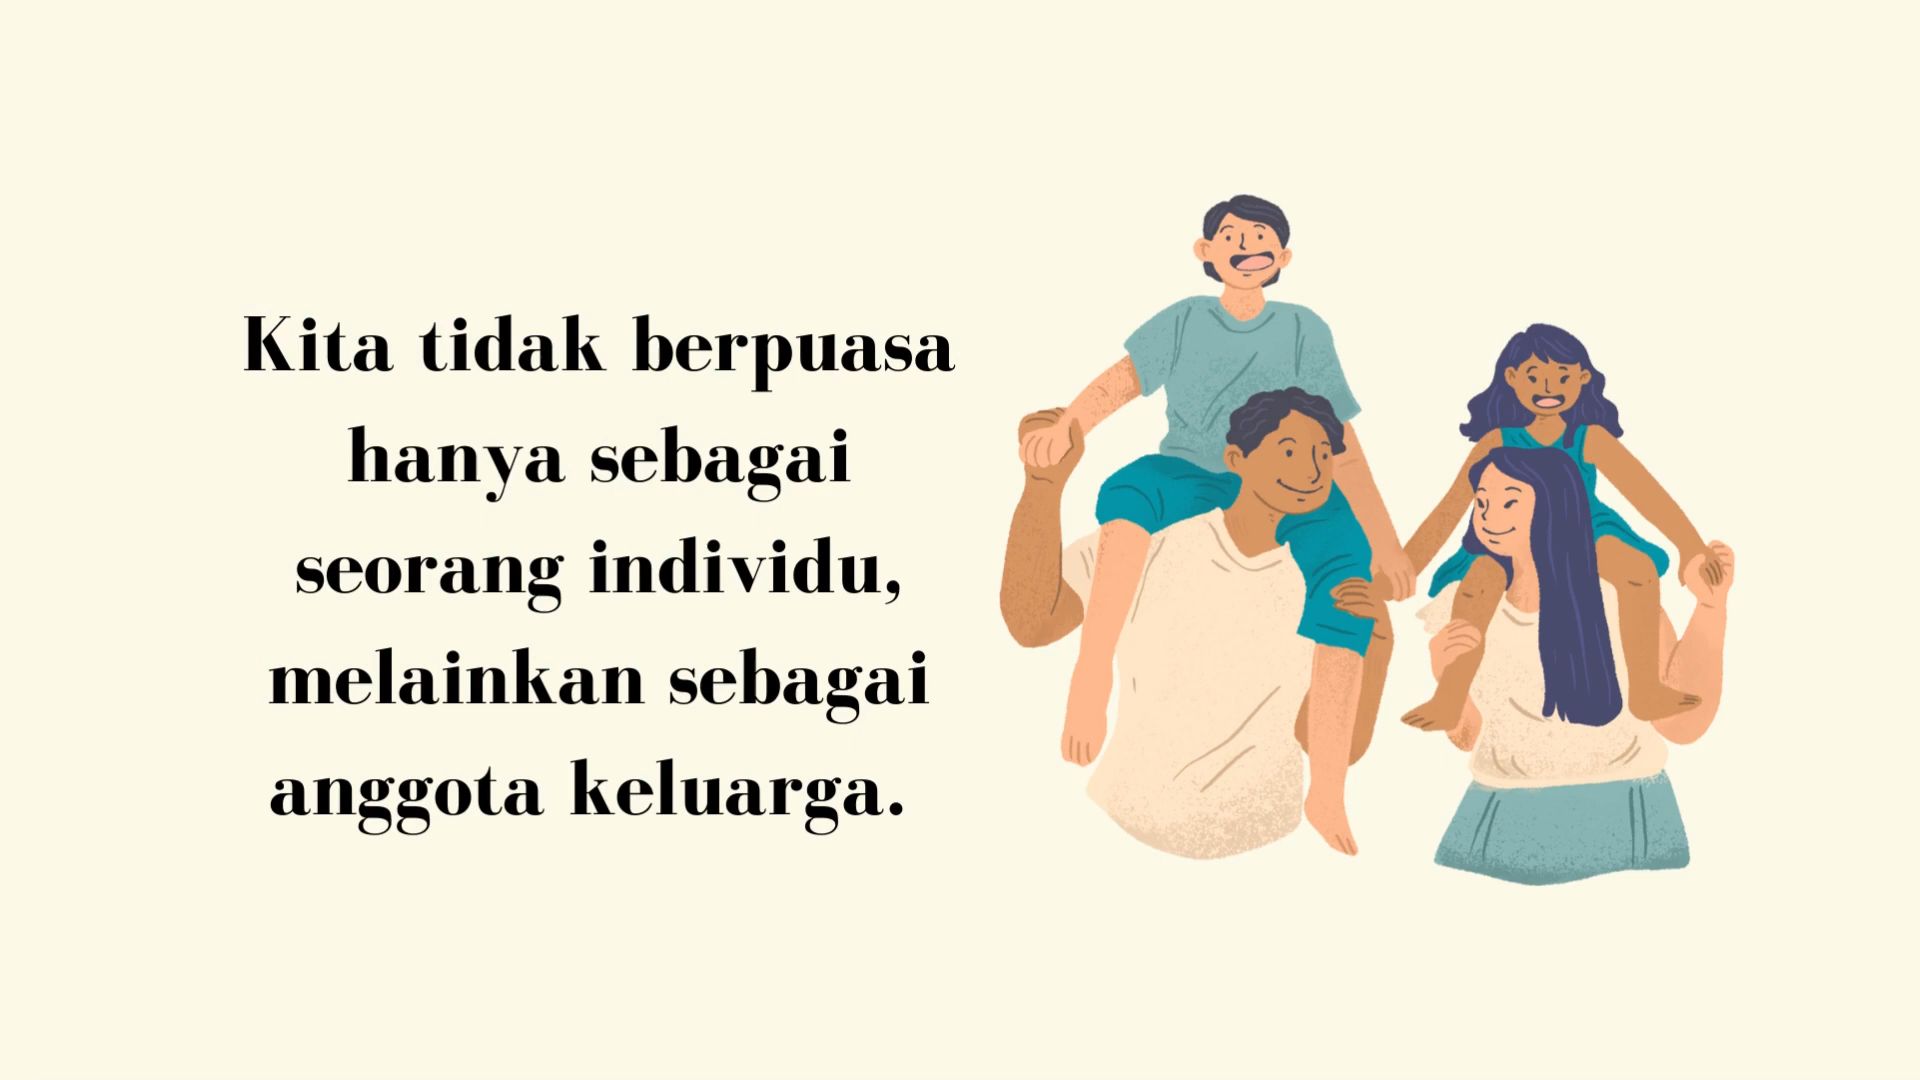 Kita tidak berpuasa
hanya sebagai
seorang individu,
melainkan sebagai
anggota keluarga.